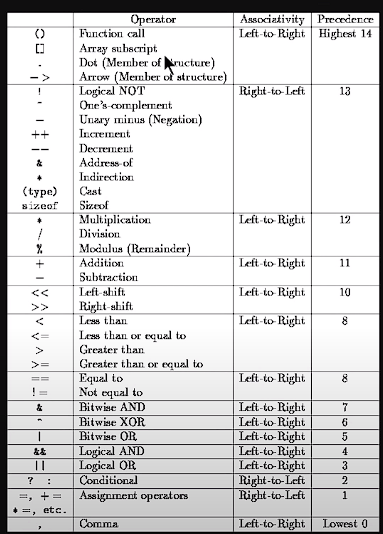 Operator Associativity Precedence
() Function call Left-to-Right Highest 14
[] Array subscript
. Dot (Member of structure)
-> Arrow (Member of structure)
! Logical NOT Right-to-Left 13
~ One's-complement
- Unary minus (Negation)
++ Increment
-- Decrement
& Address-of
* Indirection
(type) Cast
sizeof Sizeof
* Multiplication Left-to-Right 12
/ Division
% Modulus (Remainder)
+ Addition Left-to-Right 11
- Subtraction
<< Left-shift Left-to-Right 10
>> Right-shift
< Less than Left-to-Right 8
<= Less than or equal to
> Greater than
>= Greater than or equal to
== Equal to Left-to-Right 8
!= Not equal to
& Bitwise AND Left-to-Right 7
^ Bitwise XOR Left-to-Right 6
| Bitwise OR Left-to-Right 5
&& Logical AND Left-to-Right 4
|| Logical OR Left-to-Right 3
? : Conditional Right-to-Left 2
=, += Assignment operators Right-to-Left 1
*=, etc.
, Comma Left-to-Right Lowest 0